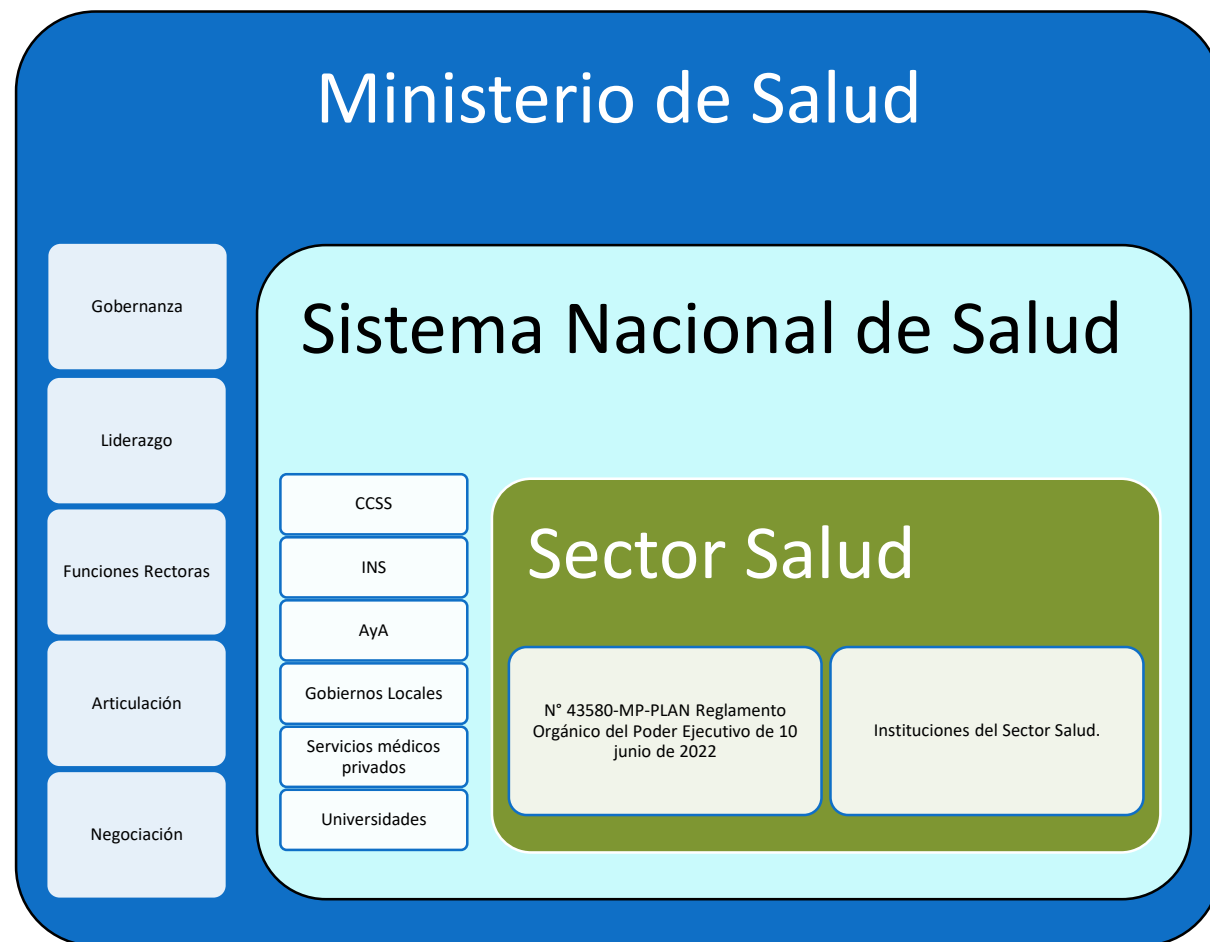 Ministerio de Salud
Gobernanza
Liderazgo
Funciones Rectoras
Articulación
Negociación
Sistema Nacional de Salud
CCSS
INS
AyA
Gobiernos Locales
Servicios médicos
privados
Universidades
Sector Salud
N° 43580-MP-PLAN Reglamento
Orgánico del Poder Ejecutivo de 10
junio de 2022
Instituciones del Sector Salud.